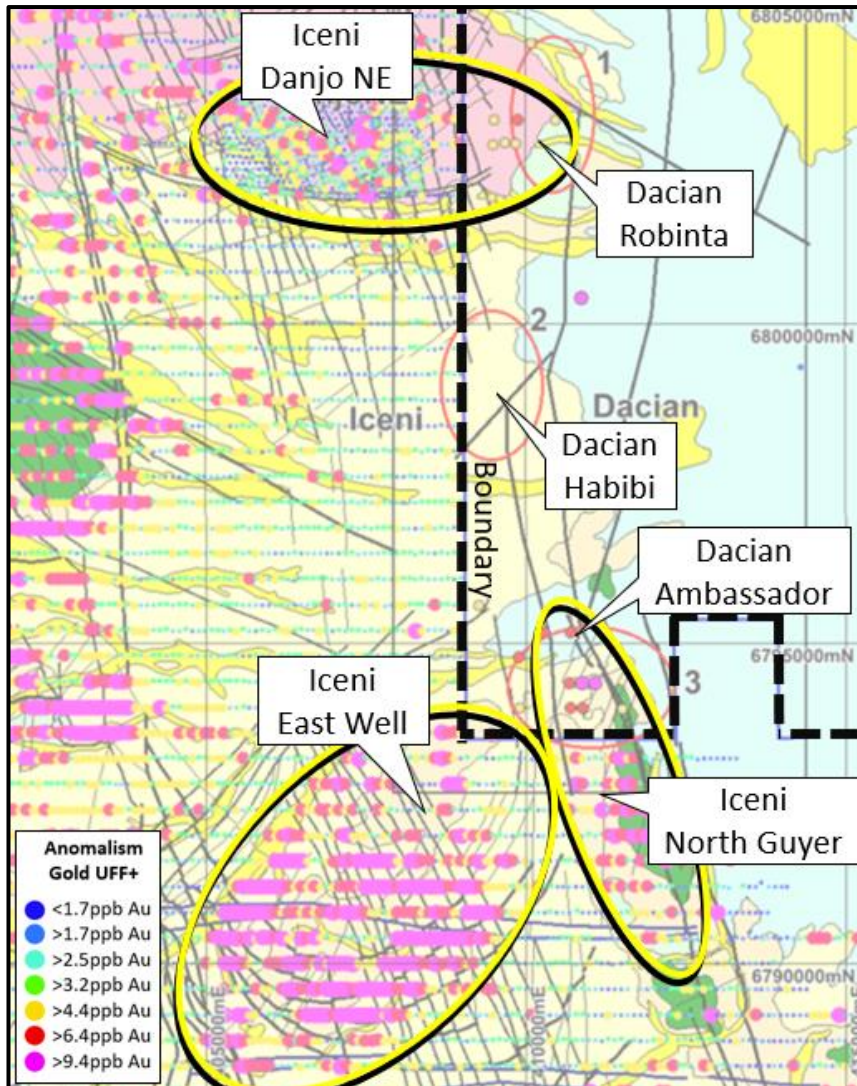 6805000mN
Iceni
Danjo NE
1
Dacian
Robinta
2
6800000mN
Iceni
Dacian
Dacian
Habibi
Boundary
Dacian
Ambassador
6795000mN
3
Iceni
East Well
Iceni
North Guyer
Anomalism
Gold UFF+
<1.7ppb Au
>1.7ppb Au
>2.5ppb Au
>3.2ppb Au
>4.4ppb Au
>6.4ppb Au
>9.4ppb Au
6790000mN